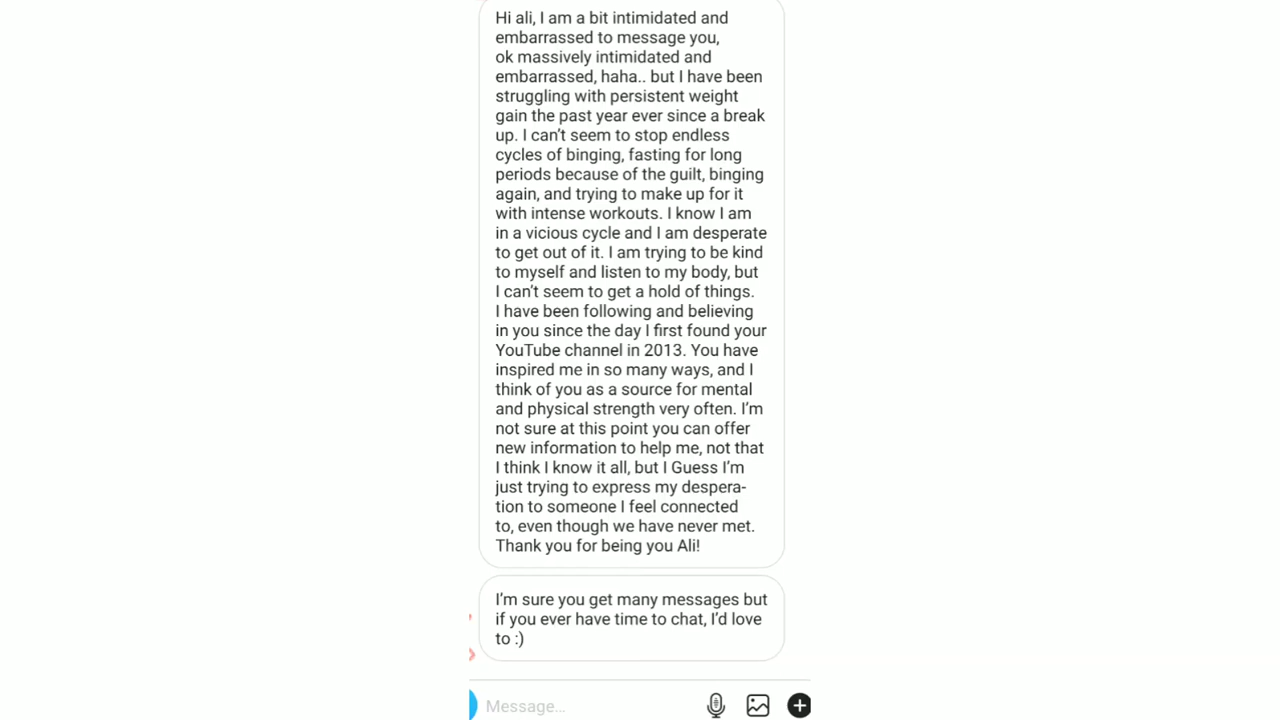 Hi ali, I am a bit intimidated and
embarrassed to message you,
ok massively intimidated and
embarrassed, haha.. but I have been
struggling with persistent weight
gain the past year ever since a break
up. I can't seem to stop endless
cycles of binging, fasting for long
periods because of the guilt, binging
again, and trying to make up for it
with intense workouts. I know I am
in a vicious cycle and I am desperate
to get out of it. I am trying to be kind
to myself and listen to my body, but
I can't seem to get a hold of things.
I have been following and believing
in you since the day I first found your
YouTube channel in 2013. You have
inspired me in so many ways, and I
think of you as a source for mental
and physical strength very often. I'm
not sure at this point you can offer
new information to help me, not that
I think I know it all, but I Guess I'm
just trying to express my despera-
tion to someone I feel connected
to, even though we have never met.
Thank you for being you Ali!
I'm sure you get many messages but
if you ever have time to chat, I'd love
to :)
Message...